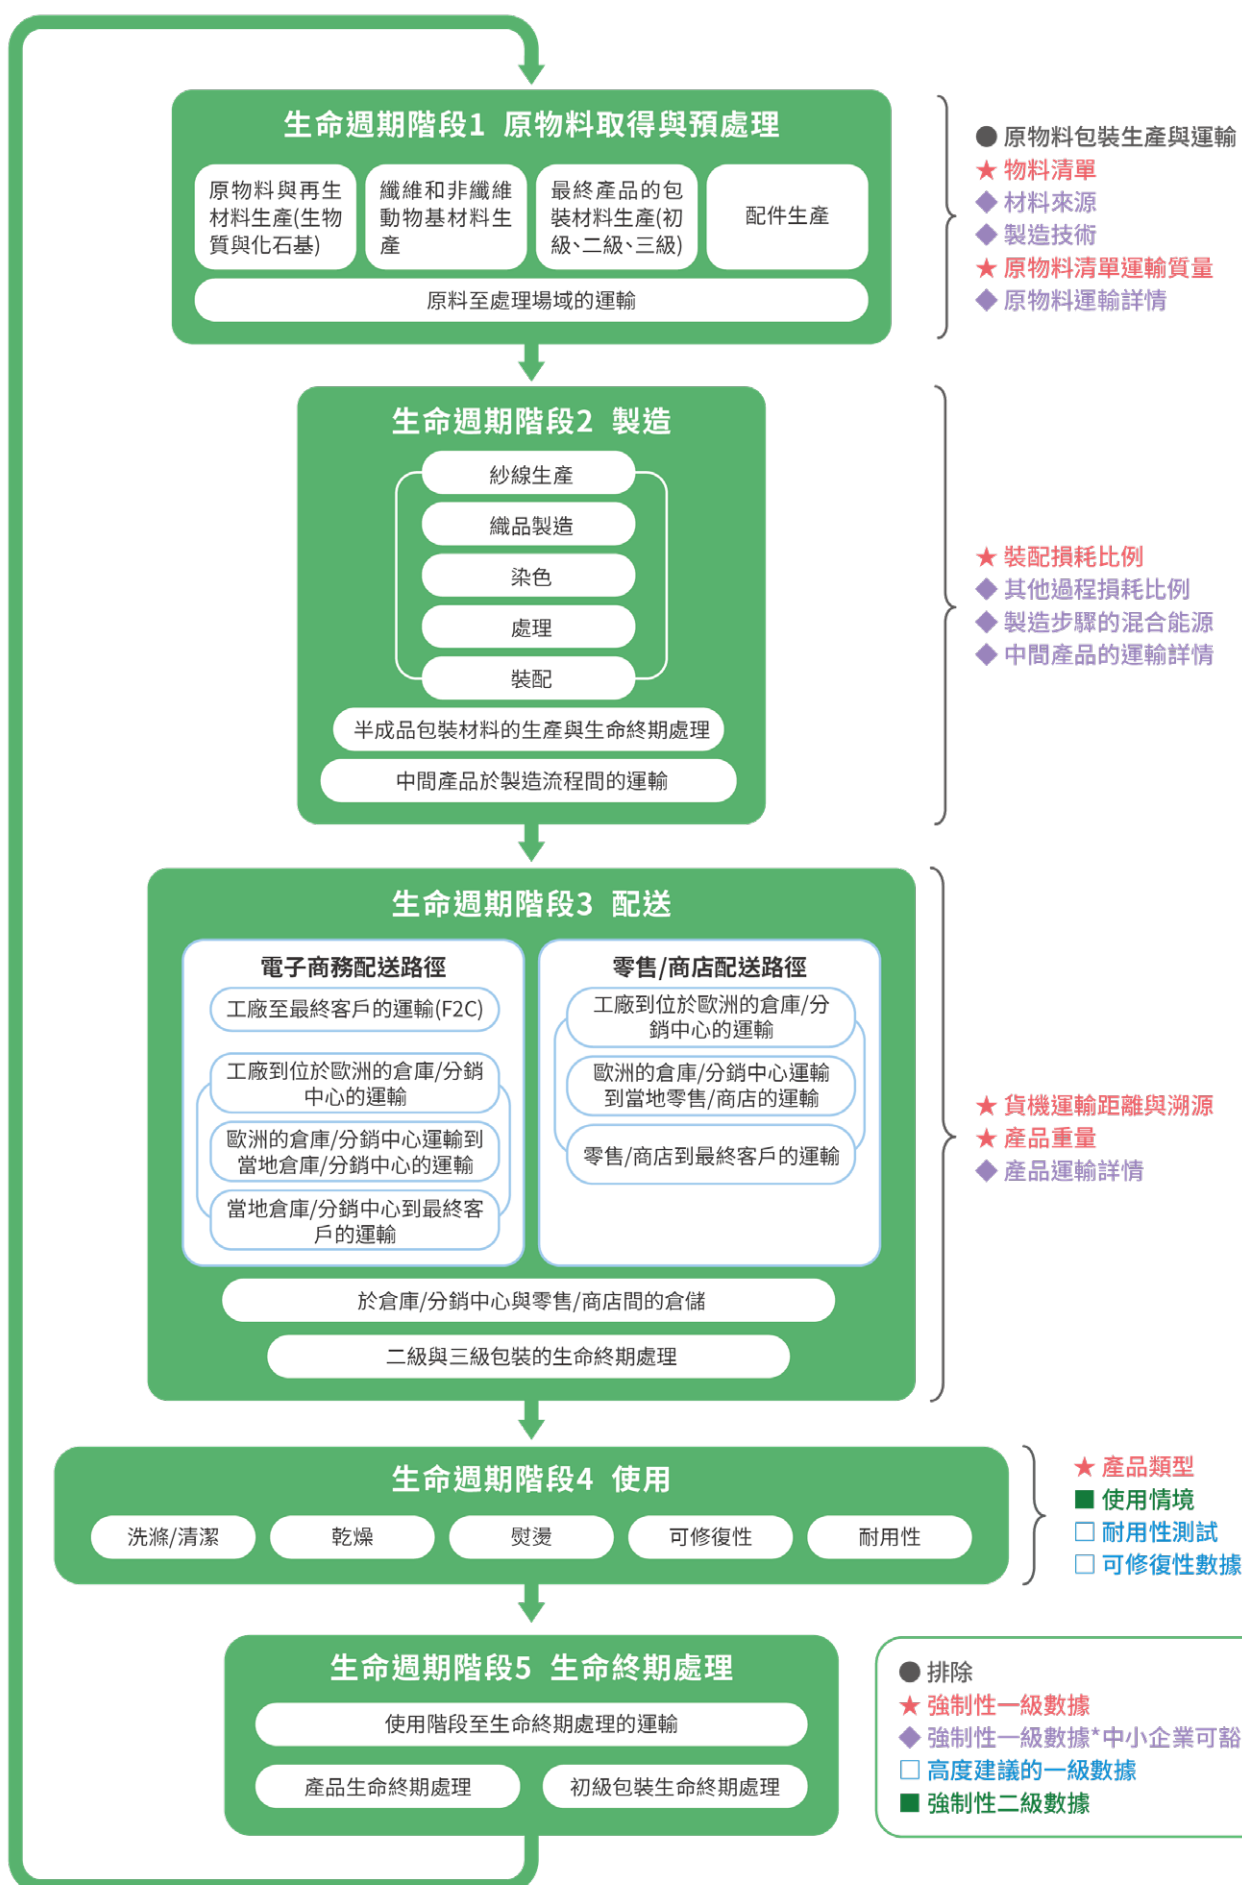 生命週期階段1 原物料取得與預處理
原物料與再生
材料生產(生物
質與化石基)
纖維和非纖維
動物基材料生
產
最終產品的包
裝材料生產(初
級、二級、三級)
配件生產
原料至處理場域的運輸
● 原物料包裝生產與運輸
★ 物料清單
◆ 材料來源
◆ 製造技術
★ 原物料清單運輸質量
◆ 原物料運輸詳情
生命週期階段2 製造
紗線生產
織品製造
染色
處理
裝配
半成品包裝材料的生產與生命終期處理
中間產品於製造流程間的運輸
★ 裝配損耗比例
◆ 其他過程損耗比例
◆ 製造步驟的混合能源
◆ 中間產品的運輸詳情
生命週期階段3 配送
電子商務配送路徑
工廠至最終客戶的運輸(F2C)
工廠到位於歐洲的倉庫/分銷
中心的運輸
歐洲的倉庫/分銷中心運輸到
當地倉庫/分銷中心的運輸
當地倉庫/分銷中心到最終客
戶的運輸
零售/商店配送路徑
工廠到位於歐洲的倉庫/分
銷中心的運輸
歐洲的倉庫/分銷中心運輸
到當地零售/商店的運輸
零售/商店到最終客戶的運輸
於倉庫/分銷中心與零售/商店間的倉儲
二級與三級包裝的生命終期處理
★ 貨機運輸距離與溯源
★ 產品重量
◆ 產品運輸詳情
生命週期階段4 使用
洗滌/清潔
乾燥
熨燙
可修復性
耐用性
★ 產品類型
■ 使用情境
□ 耐用性測試
□ 可修復性數據
生命週期階段5 生命終期處理
使用階段至生命終期處理的運輸
產品生命終期處理
初級包裝生命終期處理
● 排除
★ 強制性一級數據
◆ 強制性一級數據*中小企業可豁
□ 高度建議的一級數據
■ 強制性二級數據